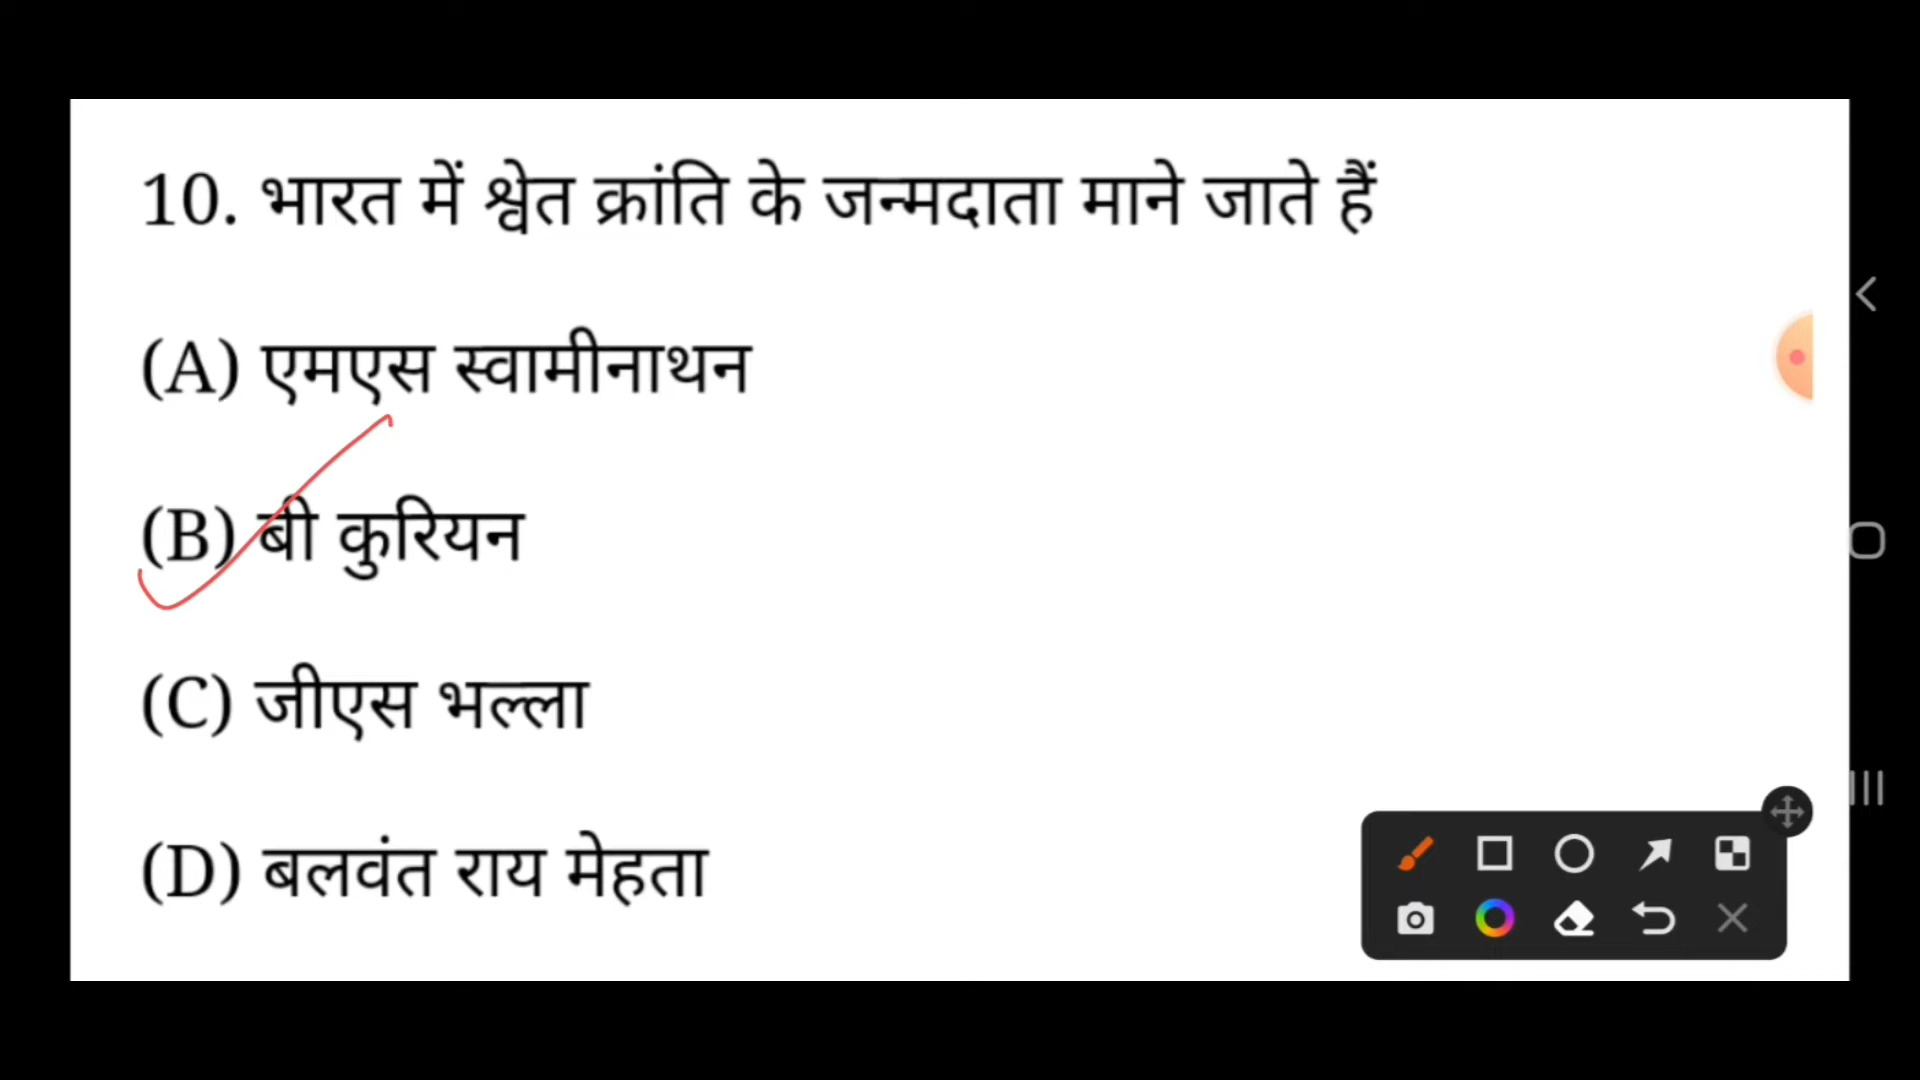 10. भारत में श्वेत क्रांति के जन्मदाता माने जाते हैं
(A) एमएस स्वामीनाथन
(B) बी कुरियन
(C) जीएस भल्ला
(D) बलवंत राय मेहता